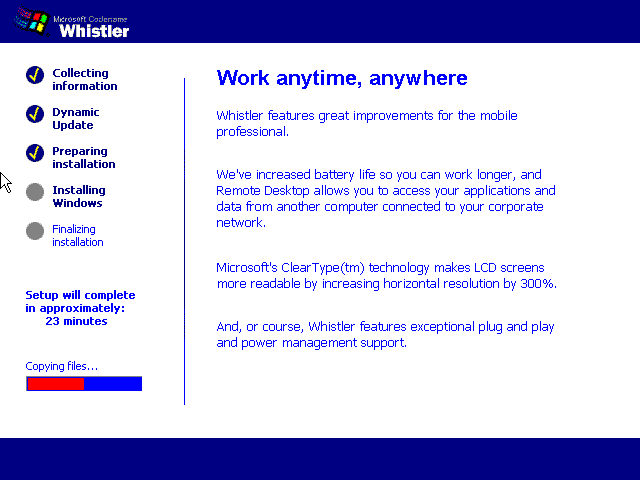 Microsoft Codename
Whistler
Collecting
information
Dynamic
Update
Preparing
installation
Installing
Windows
Finalizing
installation
Setup will complete
in approximately:
23 minutes
Copying files...
Work anytime, anywhere
Whistler features great improvements for the mobile
professional.
We've increased battery life so you can work longer, and
Remote Desktop allows you to access your applications and
data from another computer connected to your corporate
network.
Microsoft's ClearType(tm) technology makes LCD screens
more readable by increasing horizontal resolution by 300%.
And, or course, Whistler features exceptional plug and play
and power management support.